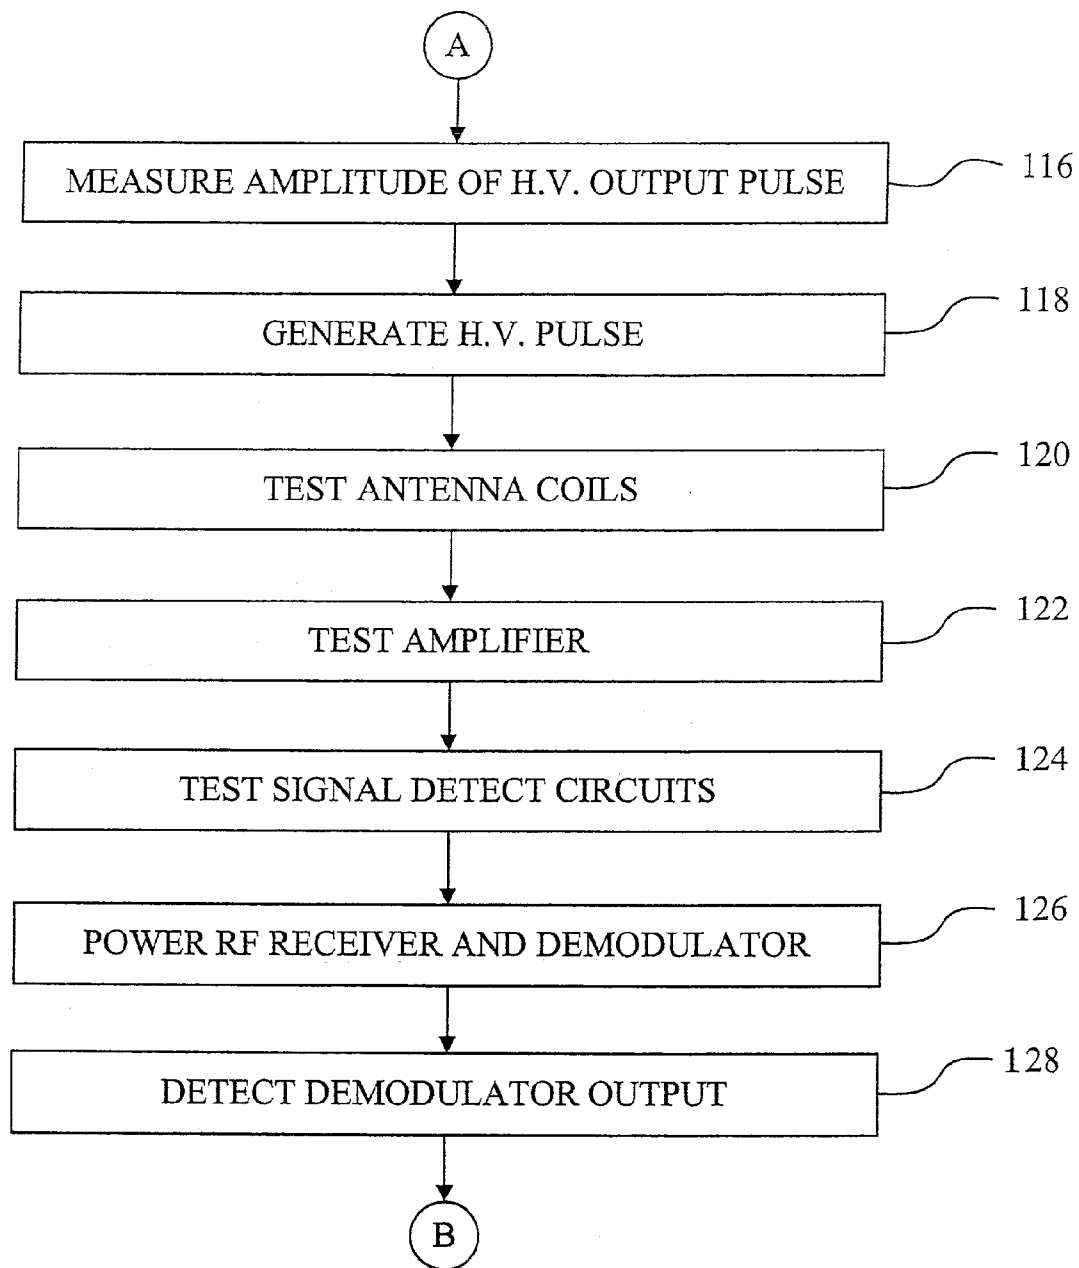 A
MEASURE AMPLITUDE OF H.V. OUTPUT PULSE
116
GENERATE H.V. PULSE
118
TEST ANTENNA COILS
120
TEST AMPLIFIER
122
TEST SIGNAL DETECT CIRCUITS
124
POWER RF RECEIVER AND DEMODULATOR
126
DETECT DEMODULATOR OUTPUT
128
B